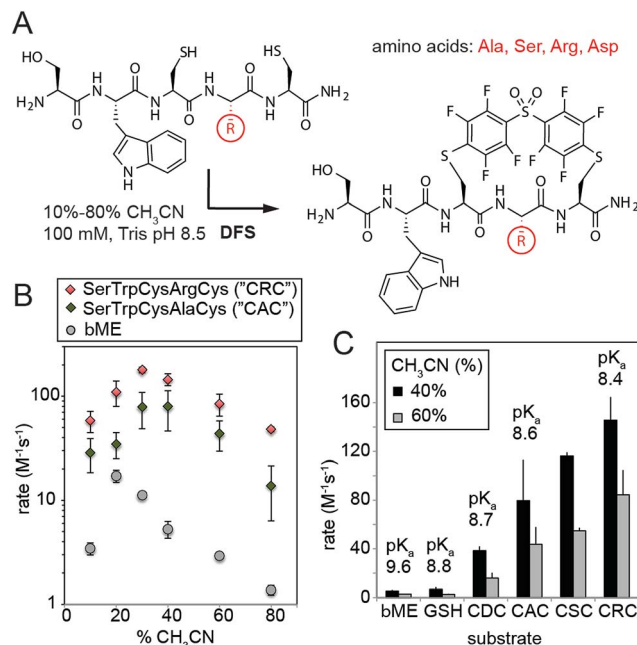 A
amino acids: Ala, Ser, Arg, Asp
HO
SH
HS
H2N
O
H
N
N
H
O
H
N
N
H
O
NH2
O
R
N
H
10%-80% CH3CN
100 mM, Tris pH 8.5 DFS
O O
S
F F F F
F F F F
S S
HO
H2N
O
H
N
N
H
O
H
N
N
H
O
NH2
O
R
NH
B
SerTrpCysArgCys ("CRC")
SerTrpCysAlaCys ("CAC")
bME
rate (M-1s-1)
100
10
1
0 20 40 60 80
% CH3CN
C
CH3CN (%)
40%
60%
rate (M-1s-1)
160
120
80
40
0
pKa
9.6
pKa
8.8
pKa
8.7
pKa
8.6
pKa
8.4
bME GSH CDC CAC CSC CRC
substrate